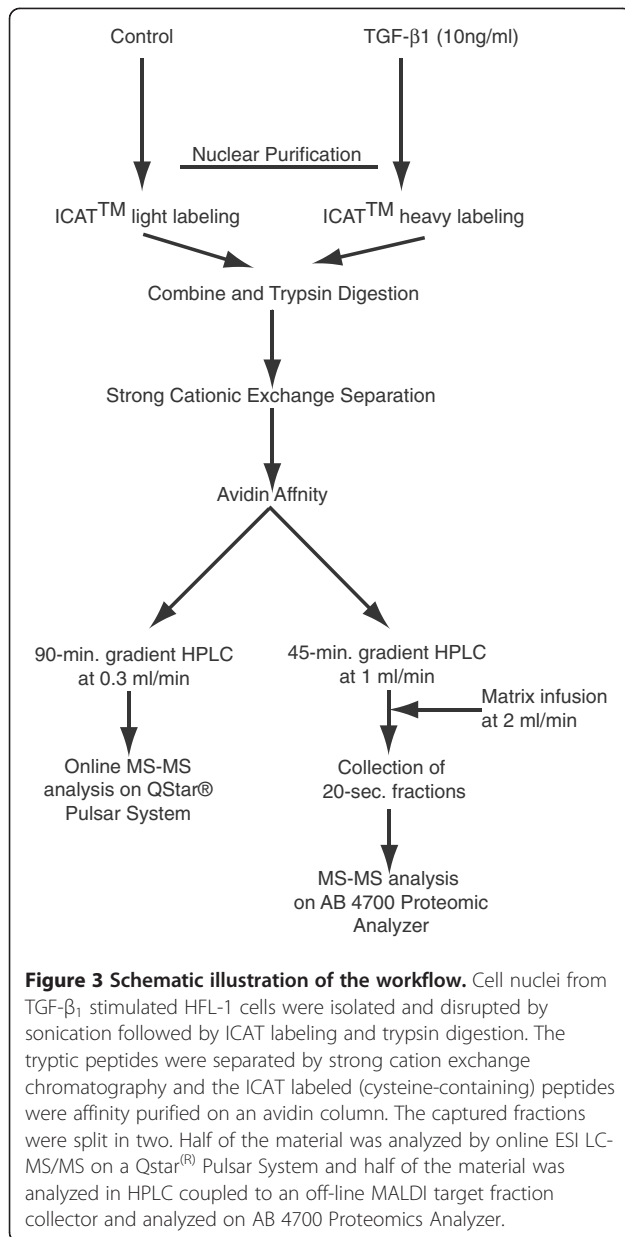 Control
TGF-β1 (10ng/ml)
Nuclear Purification
ICAT™ light labeling
ICAT™ heavy labeling
Combine and Trypsin Digestion
Strong Cationic Exchange Separation
Avidin Affnity
90-min. gradient HPLC
at 0.3 ml/min
45-min. gradient HPLC
at 1 ml/min
Matrix infusion
at 2 ml/min
Online MS-MS
analysis on QStar®
Pulsar System
Collection of
20-sec. fractions
MS-MS analysis
on AB 4700 Proteomic
Analyzer
Figure 3 Schematic illustration of the workflow. Cell nuclei from
TGF-β₁ stimulated HFL-1 cells were isolated and disrupted by
sonication followed by ICAT labeling and trypsin digestion. The
tryptic peptides were separated by strong cation exchange
chromatography and the ICAT labeled (cysteine-containing) peptides
were affinity purified on an avidin column. The captured fractions
were split in two. Half of the material was analyzed by online ESI LC-
MS/MS on a Qstar(R) Pulsar System and half of the material was
analyzed in HPLC coupled to an off-line MALDI target fraction
collector and analyzed on AB 4700 Proteomics Analyzer.